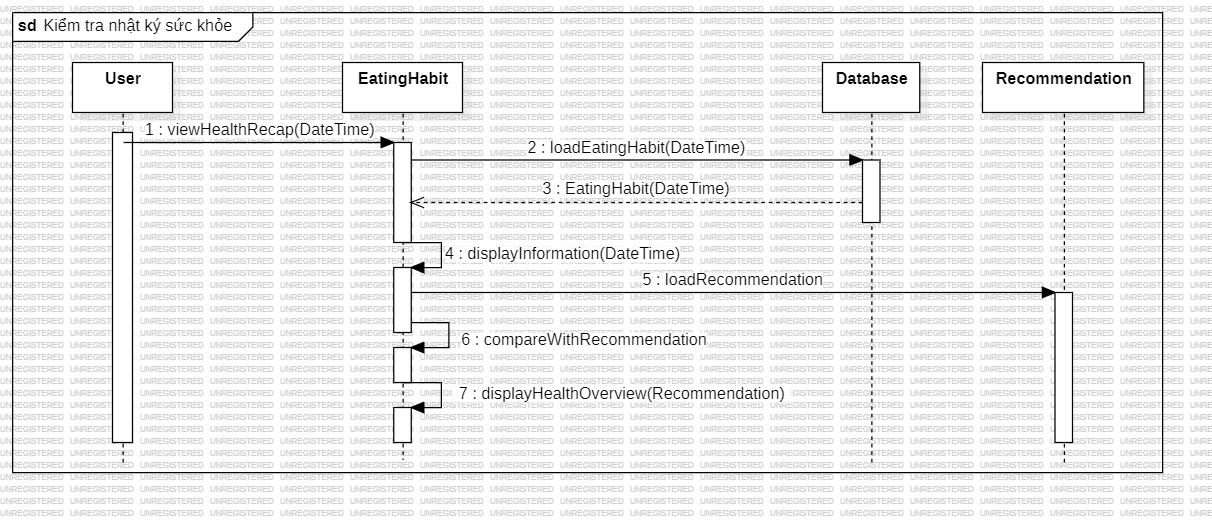 sd Kiểm tra nhật ký sức khỏe
User
EatingHabit
Database
Recommendation
1 : viewHealthRecap(DateTime)
2 : loadEatingHabit(DateTime)
3 : EatingHabit(DateTime)
4 : displayInformation(DateTime)
5 : loadRecommendation
6 : compareWithRecommendation
7 : displayHealthOverview(Recommendation)
UNREGISTERED